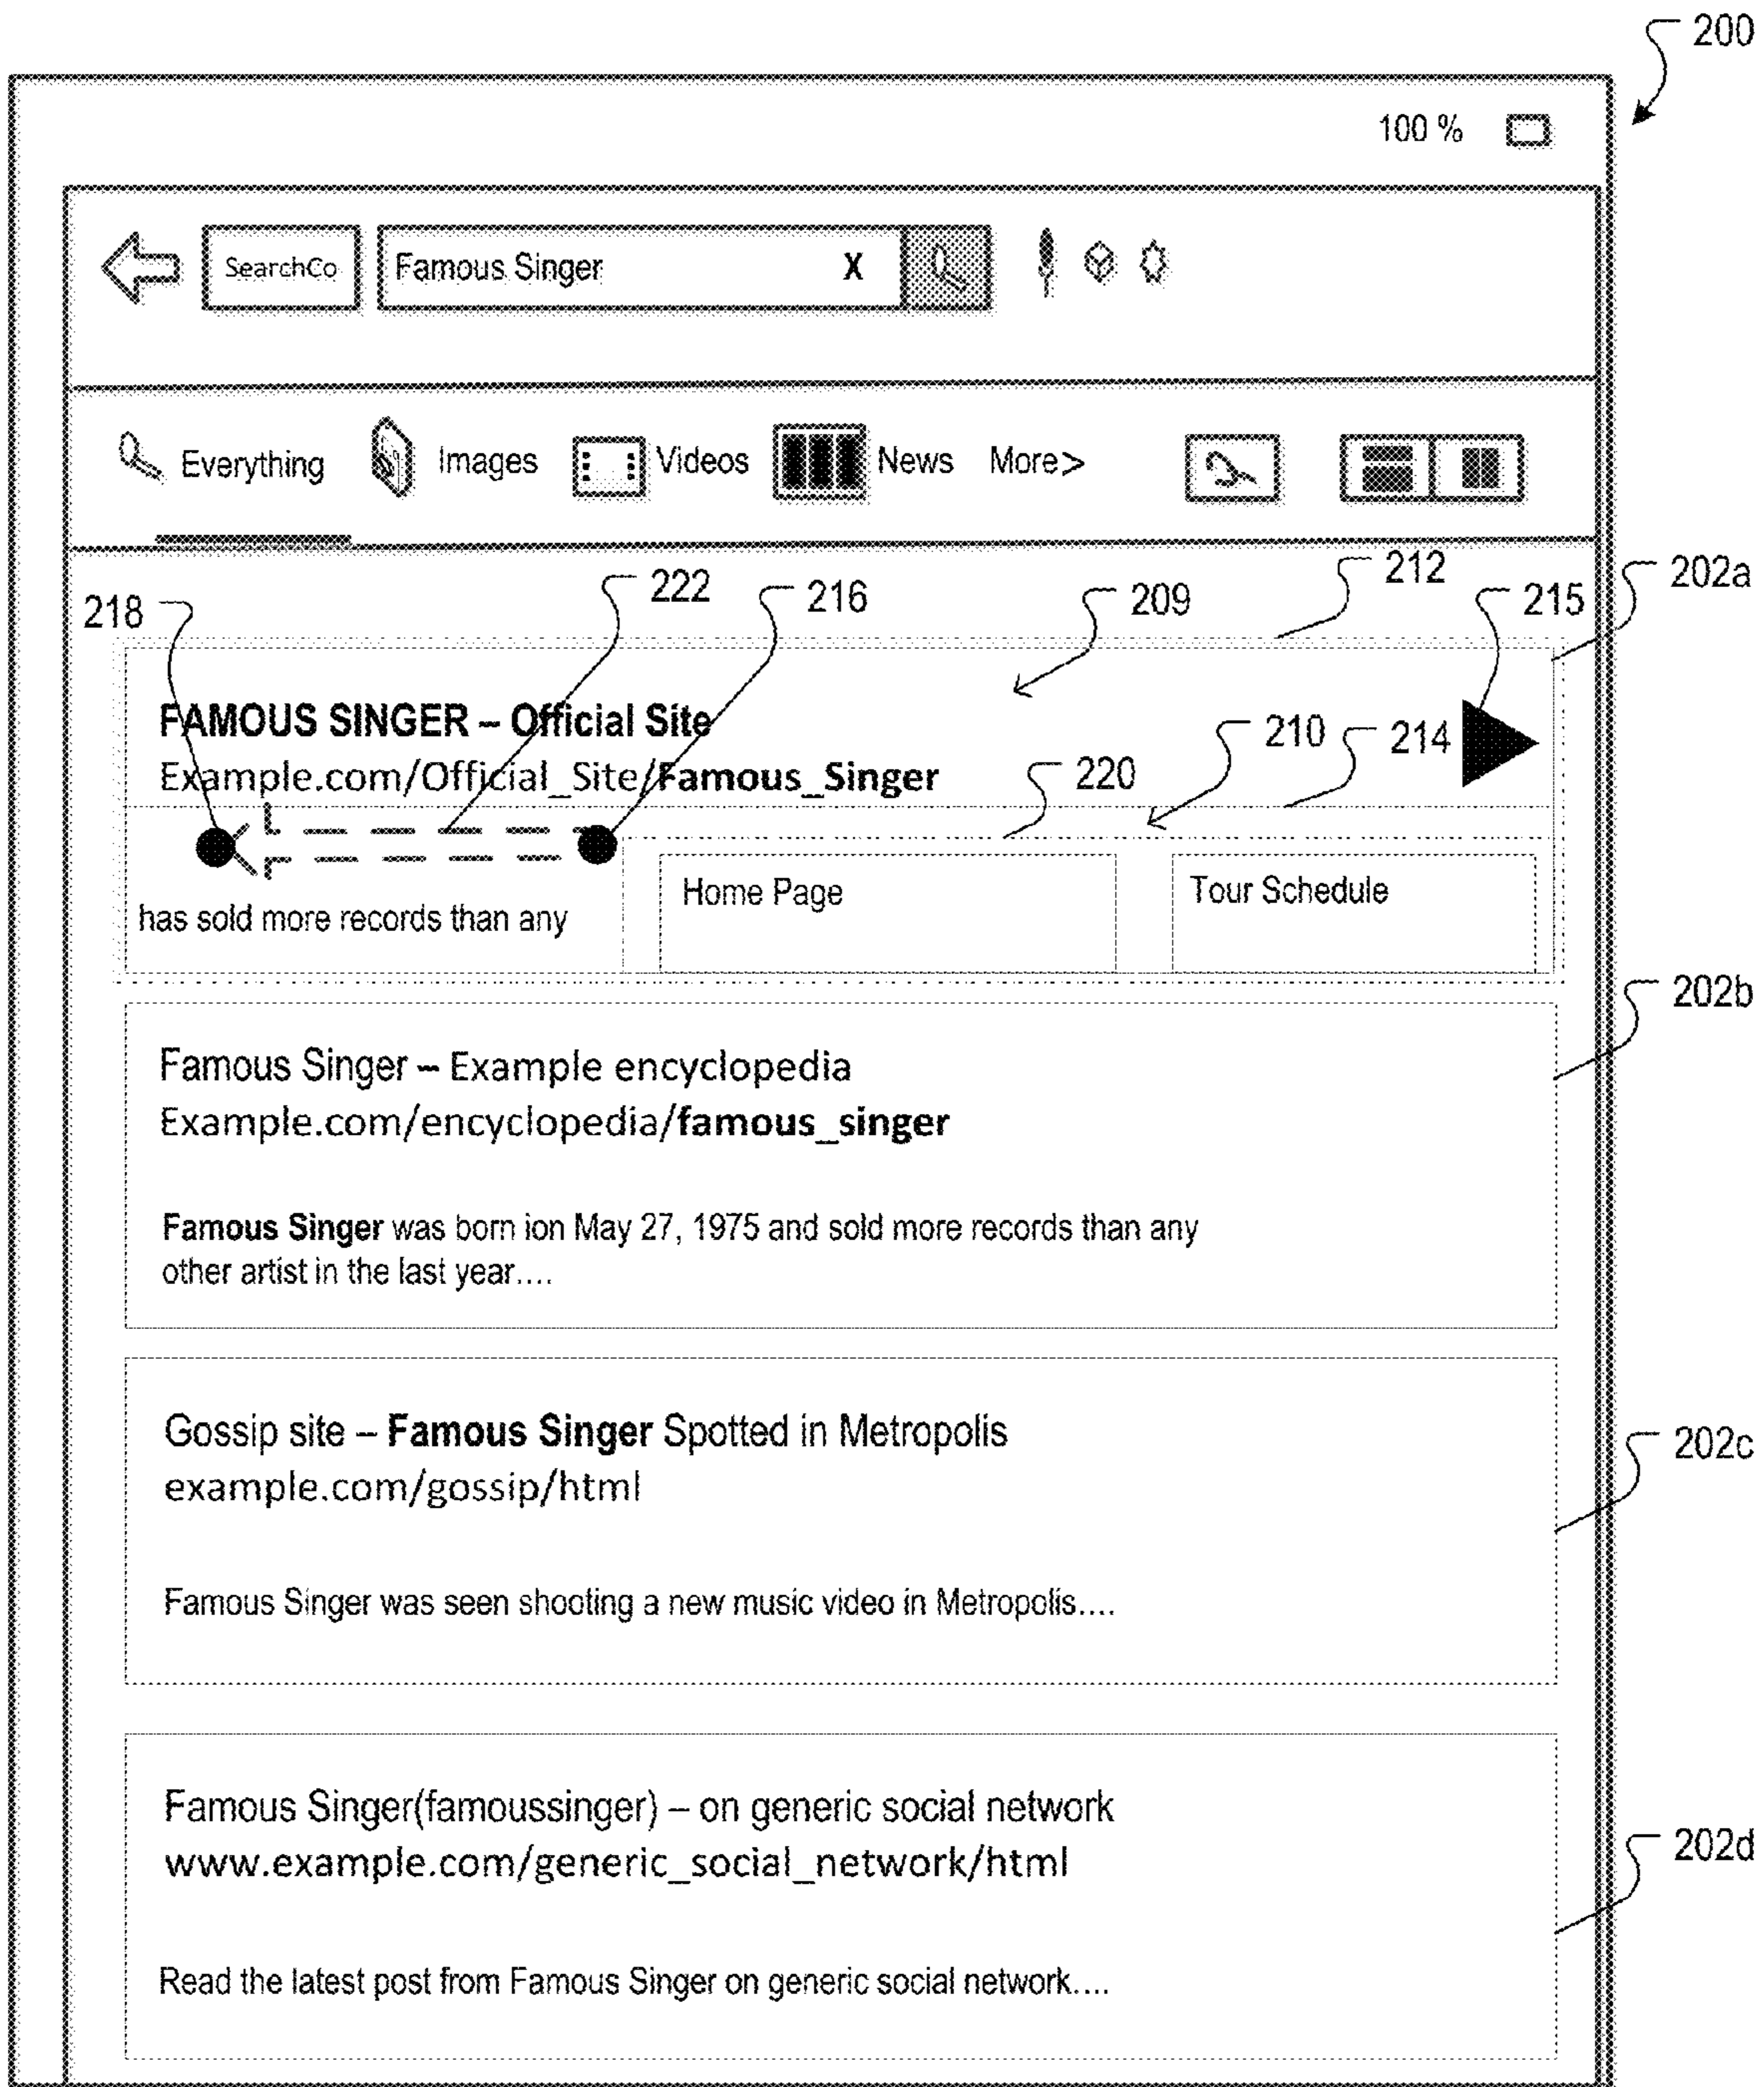 200
100 %
SearchCo Famous Singer X
Everything Images Videos News More>
218 222 216 209 212 215 202a
FAMOUS SINGER – Official Site
210 214
Example.com/Official_Site/Famous_Singer
220
Home Page Tour Schedule
has sold more records than any
202b
Famous Singer – Example encyclopedia
Example.com/encyclopedia/famous_singer
Famous Singer was born ion May 27, 1975 and sold more records than any
other artist in the last year....
Gossip site – Famous Singer Spotted in Metropolis
202c
example.com/gossip/html
Famous Singer was seen shooting a new music video in Metropolis....
Famous Singer(famoussinger) – on generic social network
202d
www.example.com/generic_social_network/html
Read the latest post from Famous Singer on generic social network....